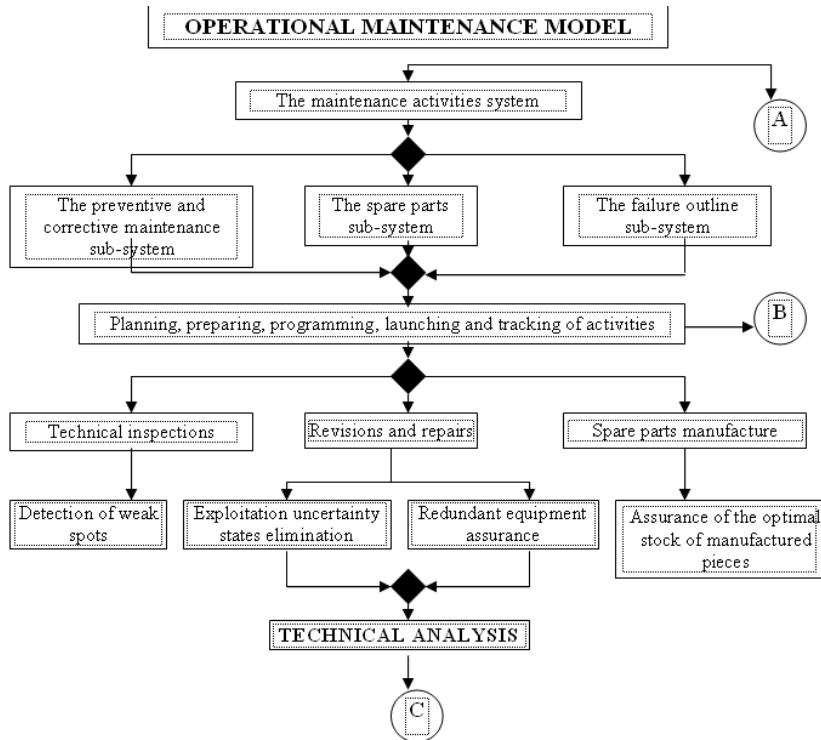 OPERATIONAL MAINTENANCE MODEL
The maintenance activities system
A
The preventive and
corrective maintenance
sub-system
The spare parts
sub-system
The failure outline
sub-system
Planning, preparing, programming, launching and tracking of activities
B
Technical inspections
Revisions and repairs
Spare parts manufacture
Detection of weak
spots
Exploitation uncertainty
states elimination
Redundant equipment
assurance
Assurance of the optimal
stock of manufactured
pieces
TECHNICAL ANALYSIS
C